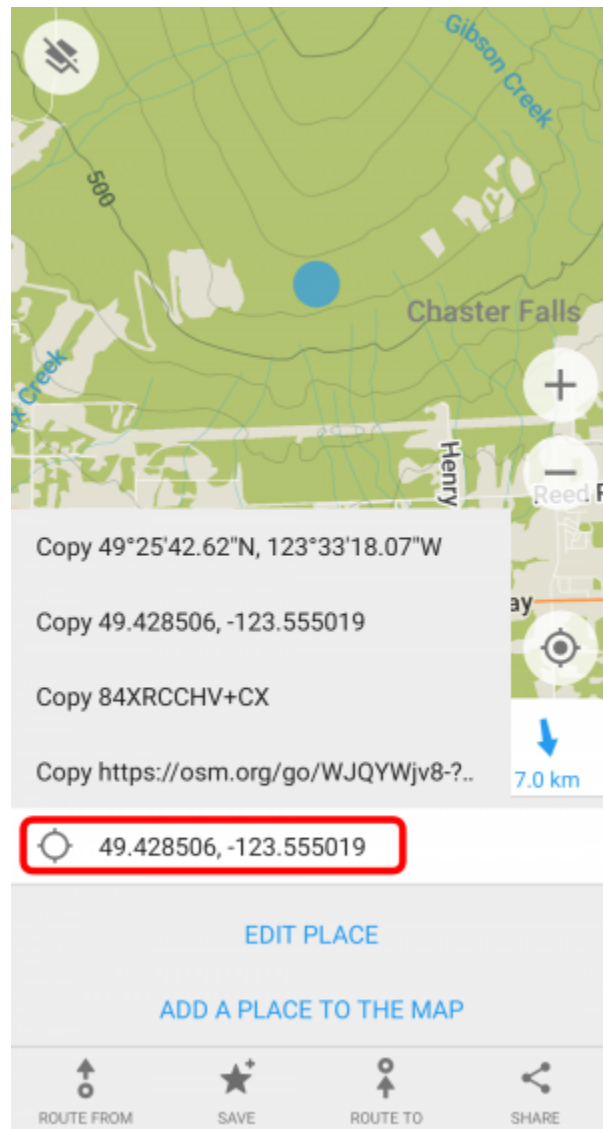 Gibson Creek
500
Chaster Falls
Creek
Henry
Reed
ay
Copy 49°25'42.62"N, 123°33'18.07"W
Copy 49.428506, -123.555019
Copy 84XRCCHV+CX
Copy https://osm.org/go/WJQYWjv8-?..
7.0 km
49.428506, -123.555019
EDIT PLACE
ADD A PLACE TO THE MAP
ROUTE FROM
SAVE
ROUTE TO
SHARE